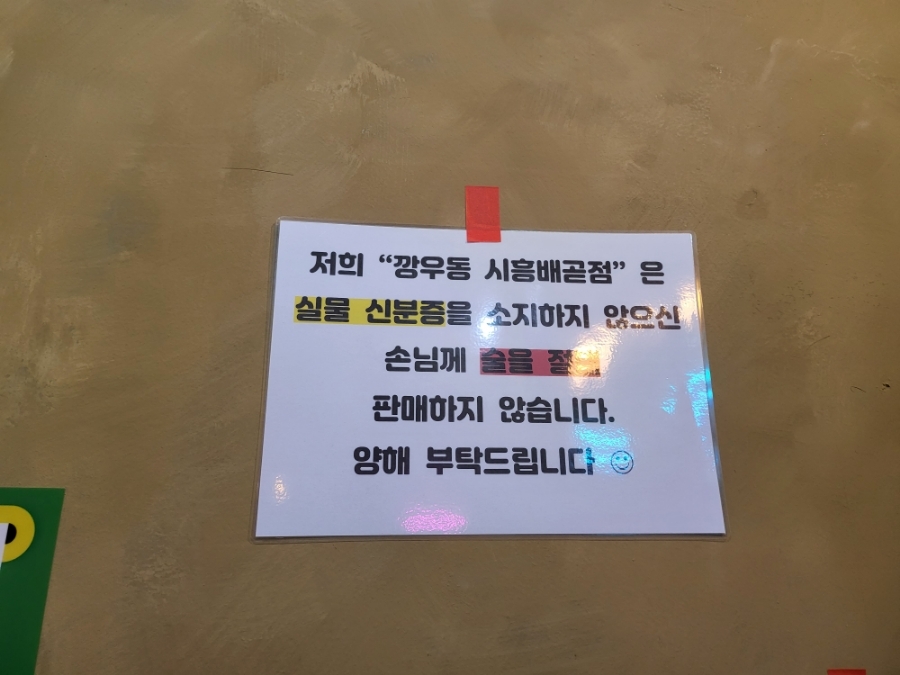 저희 “깡우동 시흥배곧점” 은
실물 신분증을 소지하지 않으신
손님께 술을 절대
판매하지 않습니다.
양해 부탁드립니다 ☺